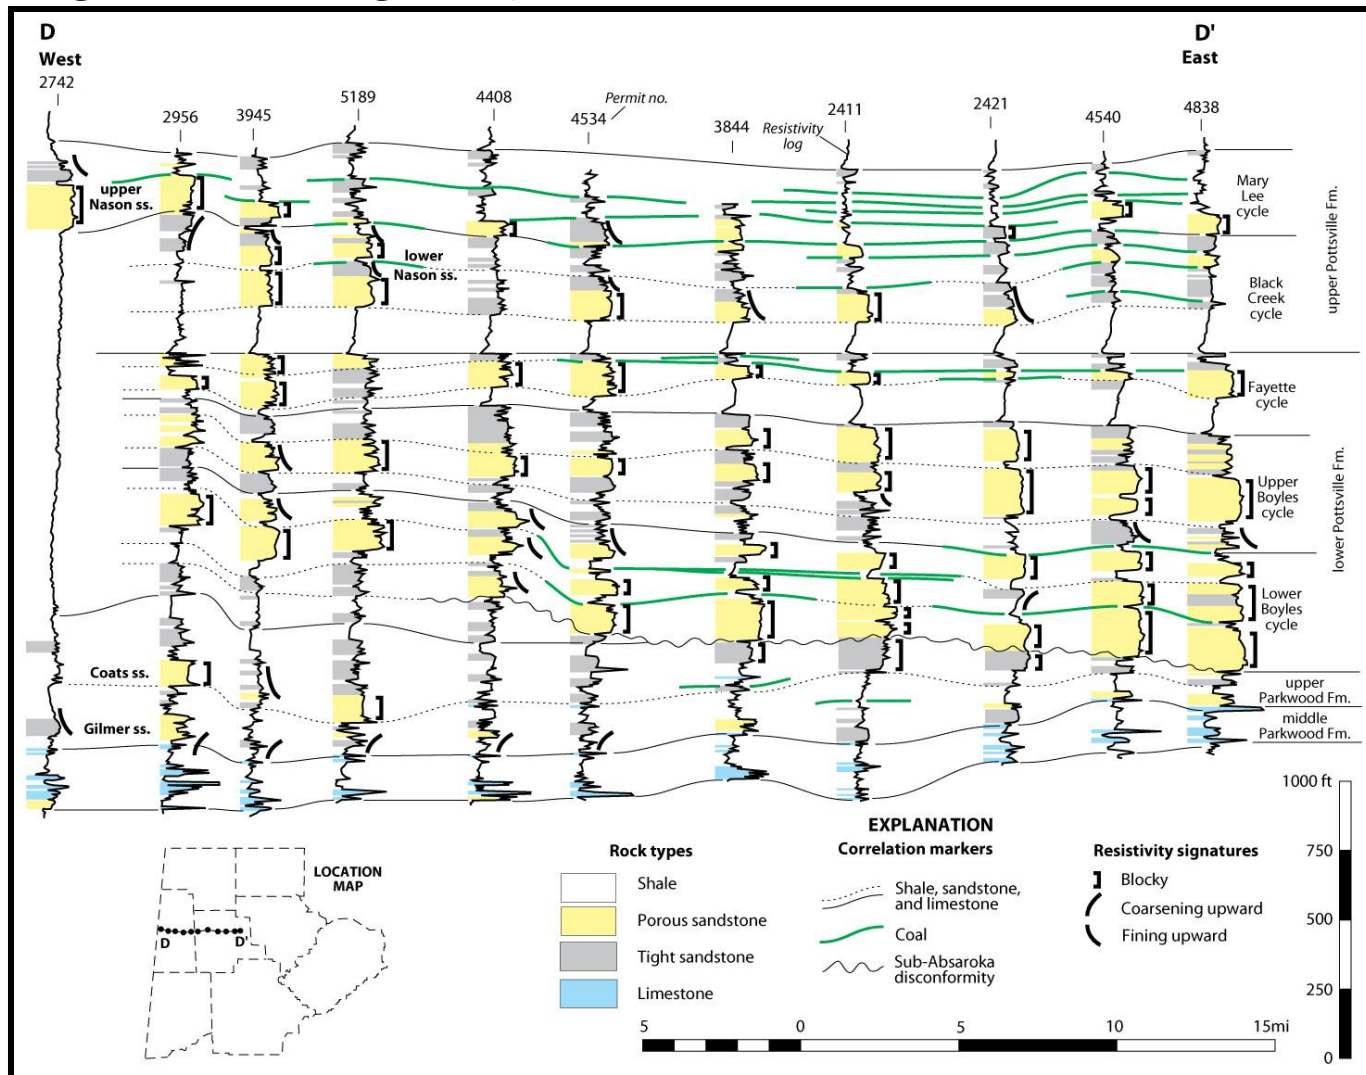 D
D'
West
East
2742
2956
3945
5189
4408
4534
Permit no.
3844
Resistivity
log
2411
2421
4540
4838
upper
Nason ss.
lower
Nason ss.
Coats ss.
Gilmer ss.
Mary
Lee
cycle
Black
Creek
cycle
Fayette
cycle
Upper
Boyles
cycle
Lower
Boyles
cycle
upper
Parkwood Fm.
middle
Parkwood Fm.
upper Pottsville Fm.
lower Pottsville Fm.
1000 ft
750
500
250
0
LOCATION
MAP
D
D'
EXPLANATION
Rock types
Shale
Porous sandstone
Tight sandstone
Limestone
Correlation markers
Shale, sandstone,
and limestone
Coal
Sub-Absaroka
disconformity
Resistivity signatures
Blocky
Coarsening upward
Fining upward
5
0
5
10
15mi